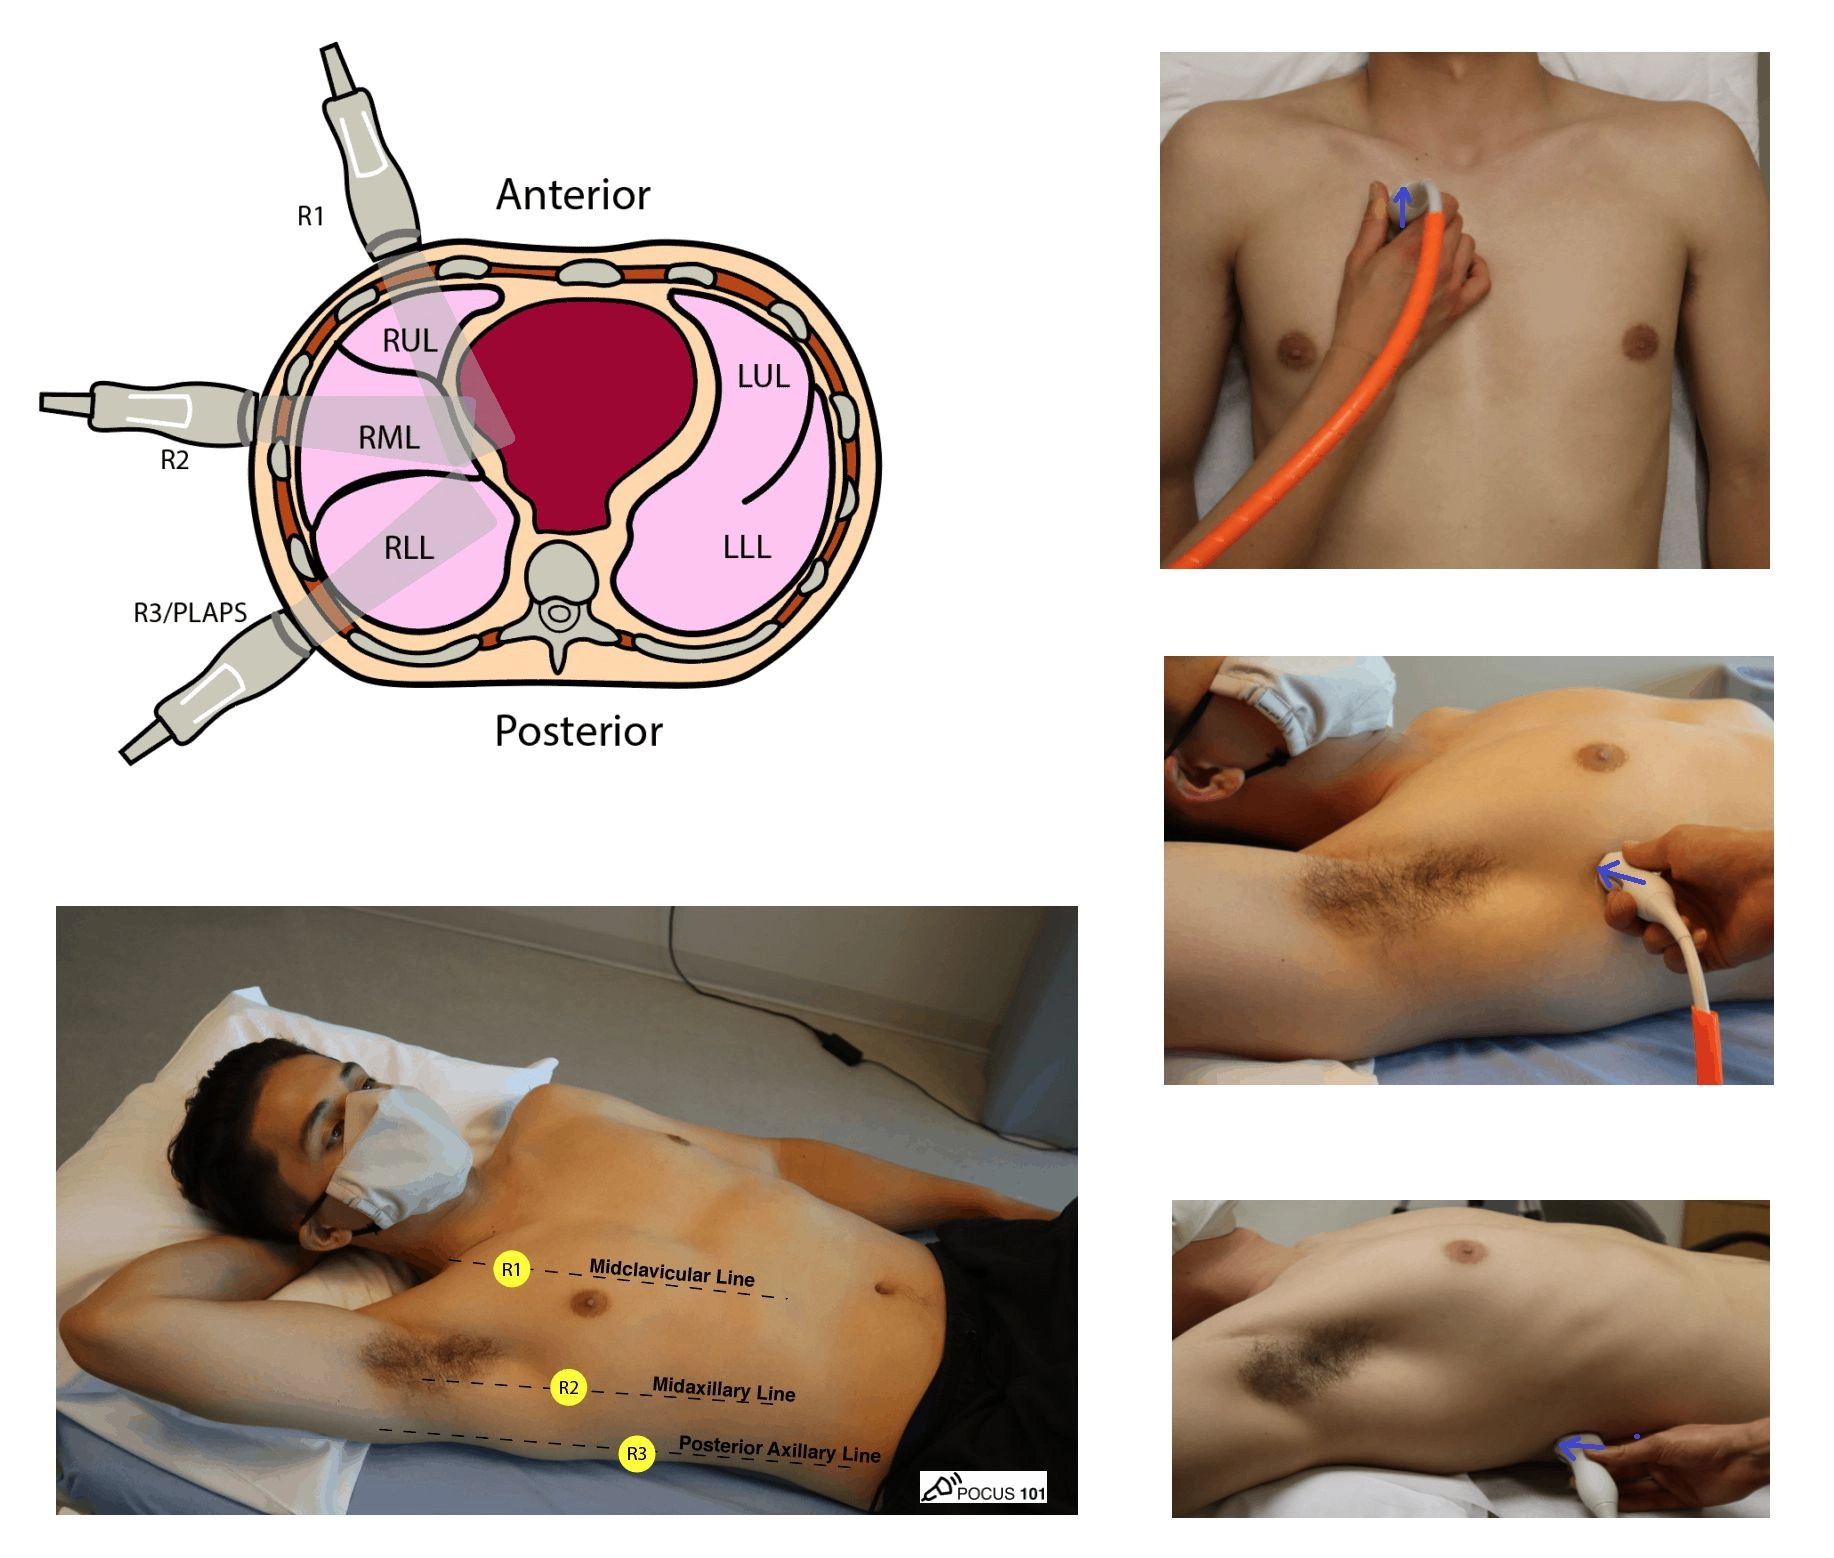 Anterior
R1
RUL
LUL
RML
R2
RLL
LLL
R3/PLAPS
Posterior
R1
Midclavicular Line
R2
Midaxillary Line
R3
Posterior Axillary Line
POCUS 101